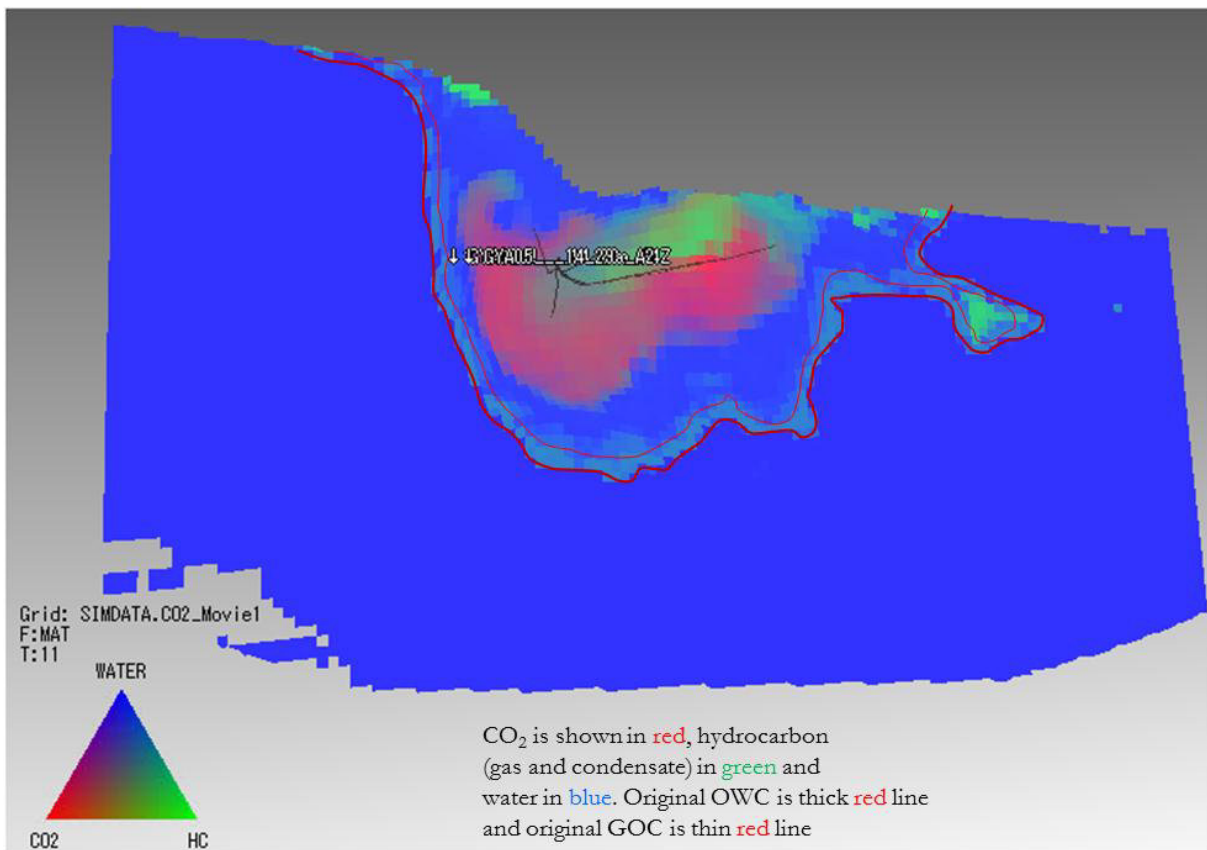 Grid: SIMDATA.CO2_Movie1
F:MAT
T:11
WATER
CO2 HC
CO₂ is shown in red, hydrocarbon
(gas and condensate) in green and
water in blue. Original OWC is thick red line
and original GOC is thin red line